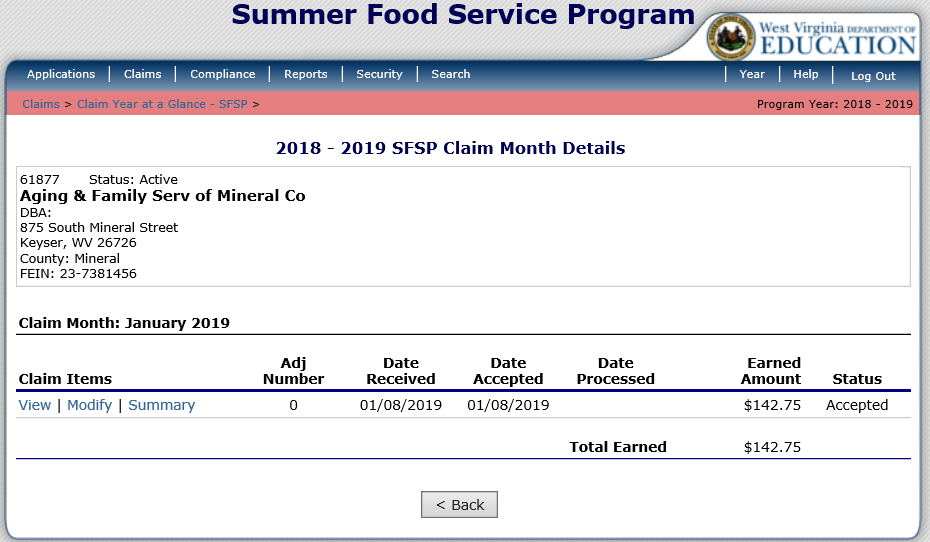 Summer Food Service Program
West Virginia DEPARTMENT OF
EDUCATION
Applications | Claims | Compliance | Reports | Security | Search | Year | Help | Log Out
Claims > Claim Year at a Glance - SFSP > Program Year: 2018 - 2019
2018 - 2019 SFSP Claim Month Details
61877 Status: Active
Aging & Family Serv of Mineral Co
DBA:
875 South Mineral Street
Keyser, WV 26726
County: Mineral
FEIN: 23-7381456
Claim Month: January 2019
Adj Date Date Date Earned
Claim Items Number Received Accepted Processed Amount Status
View | Modify | Summary 0 01/08/2019 01/08/2019 $142.75 Accepted
Total Earned $142.75
< Back